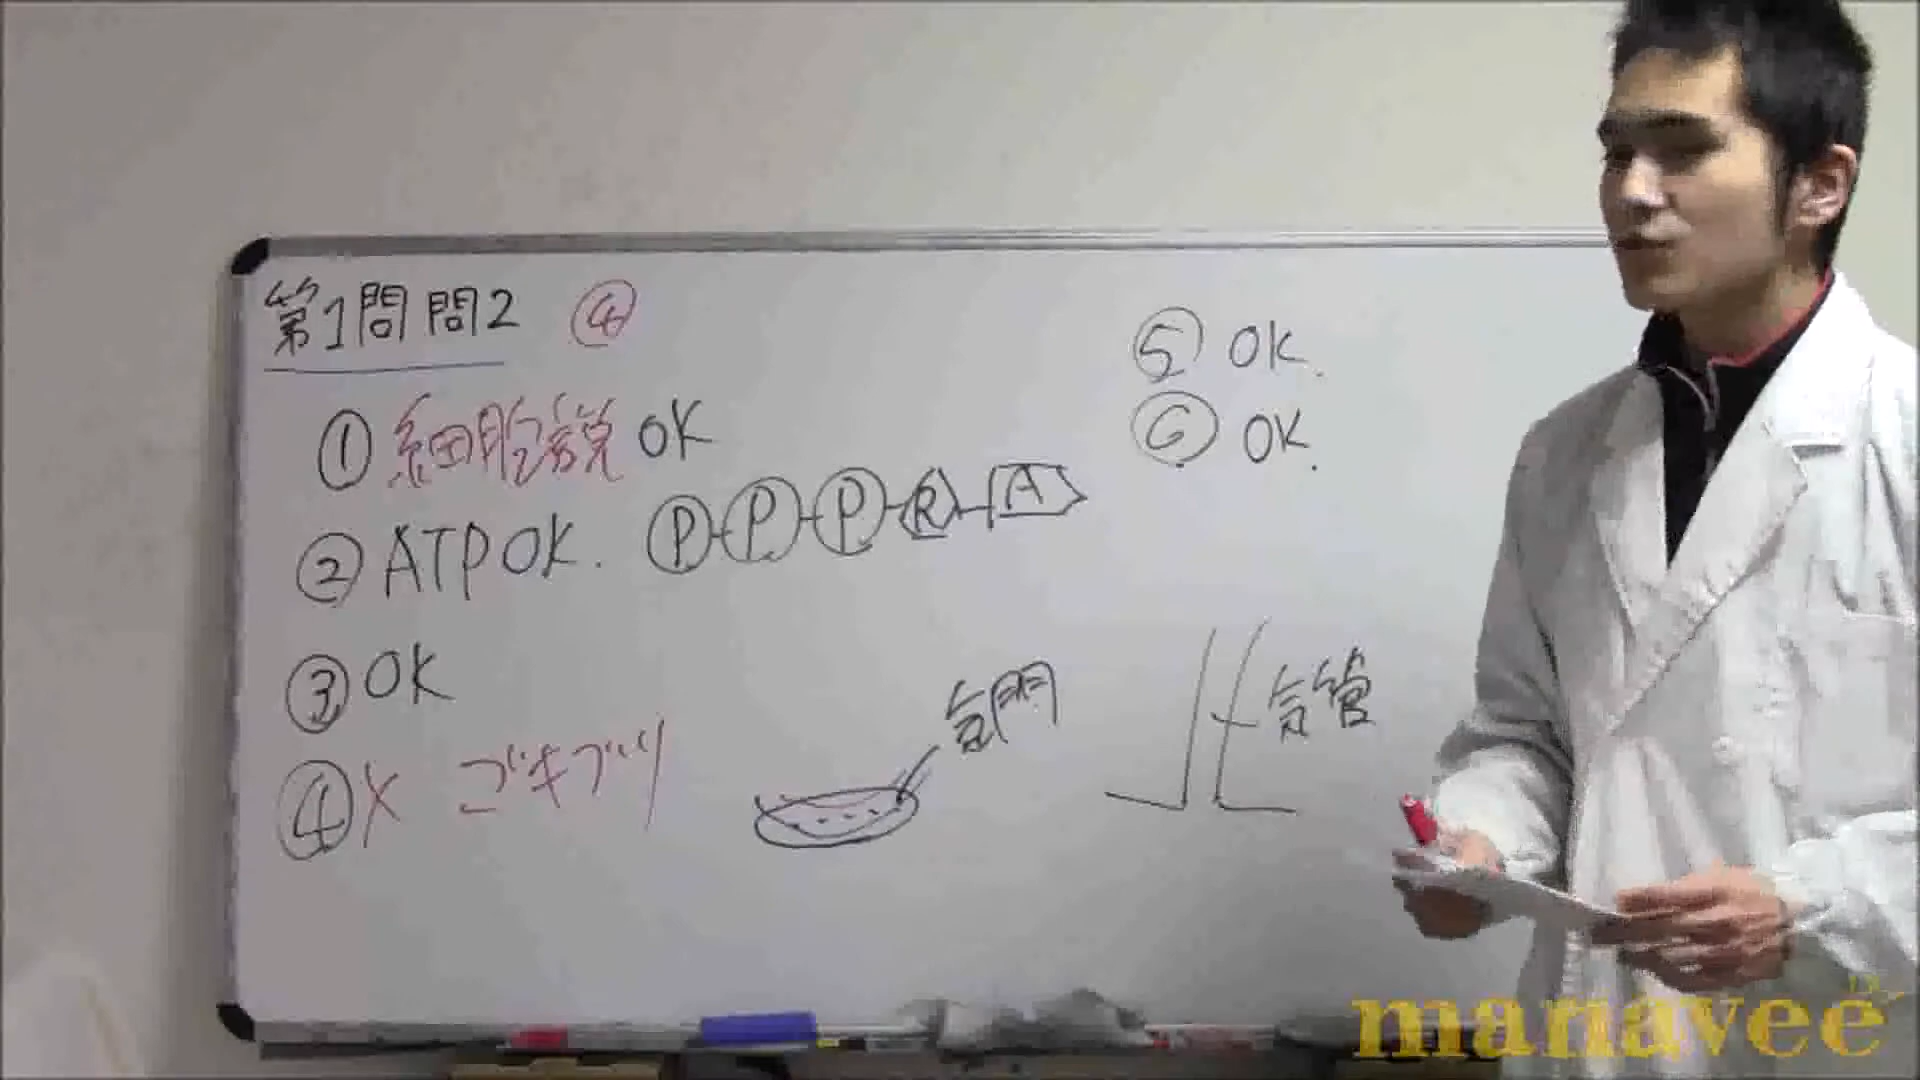 第1問 問2 ④
① 細胞説 OK
② ATP OK. P-P-P-R-A
③ OK
④ X ゴキブリ
気門
気管
⑤ OK.
⑥ OK.
manavee